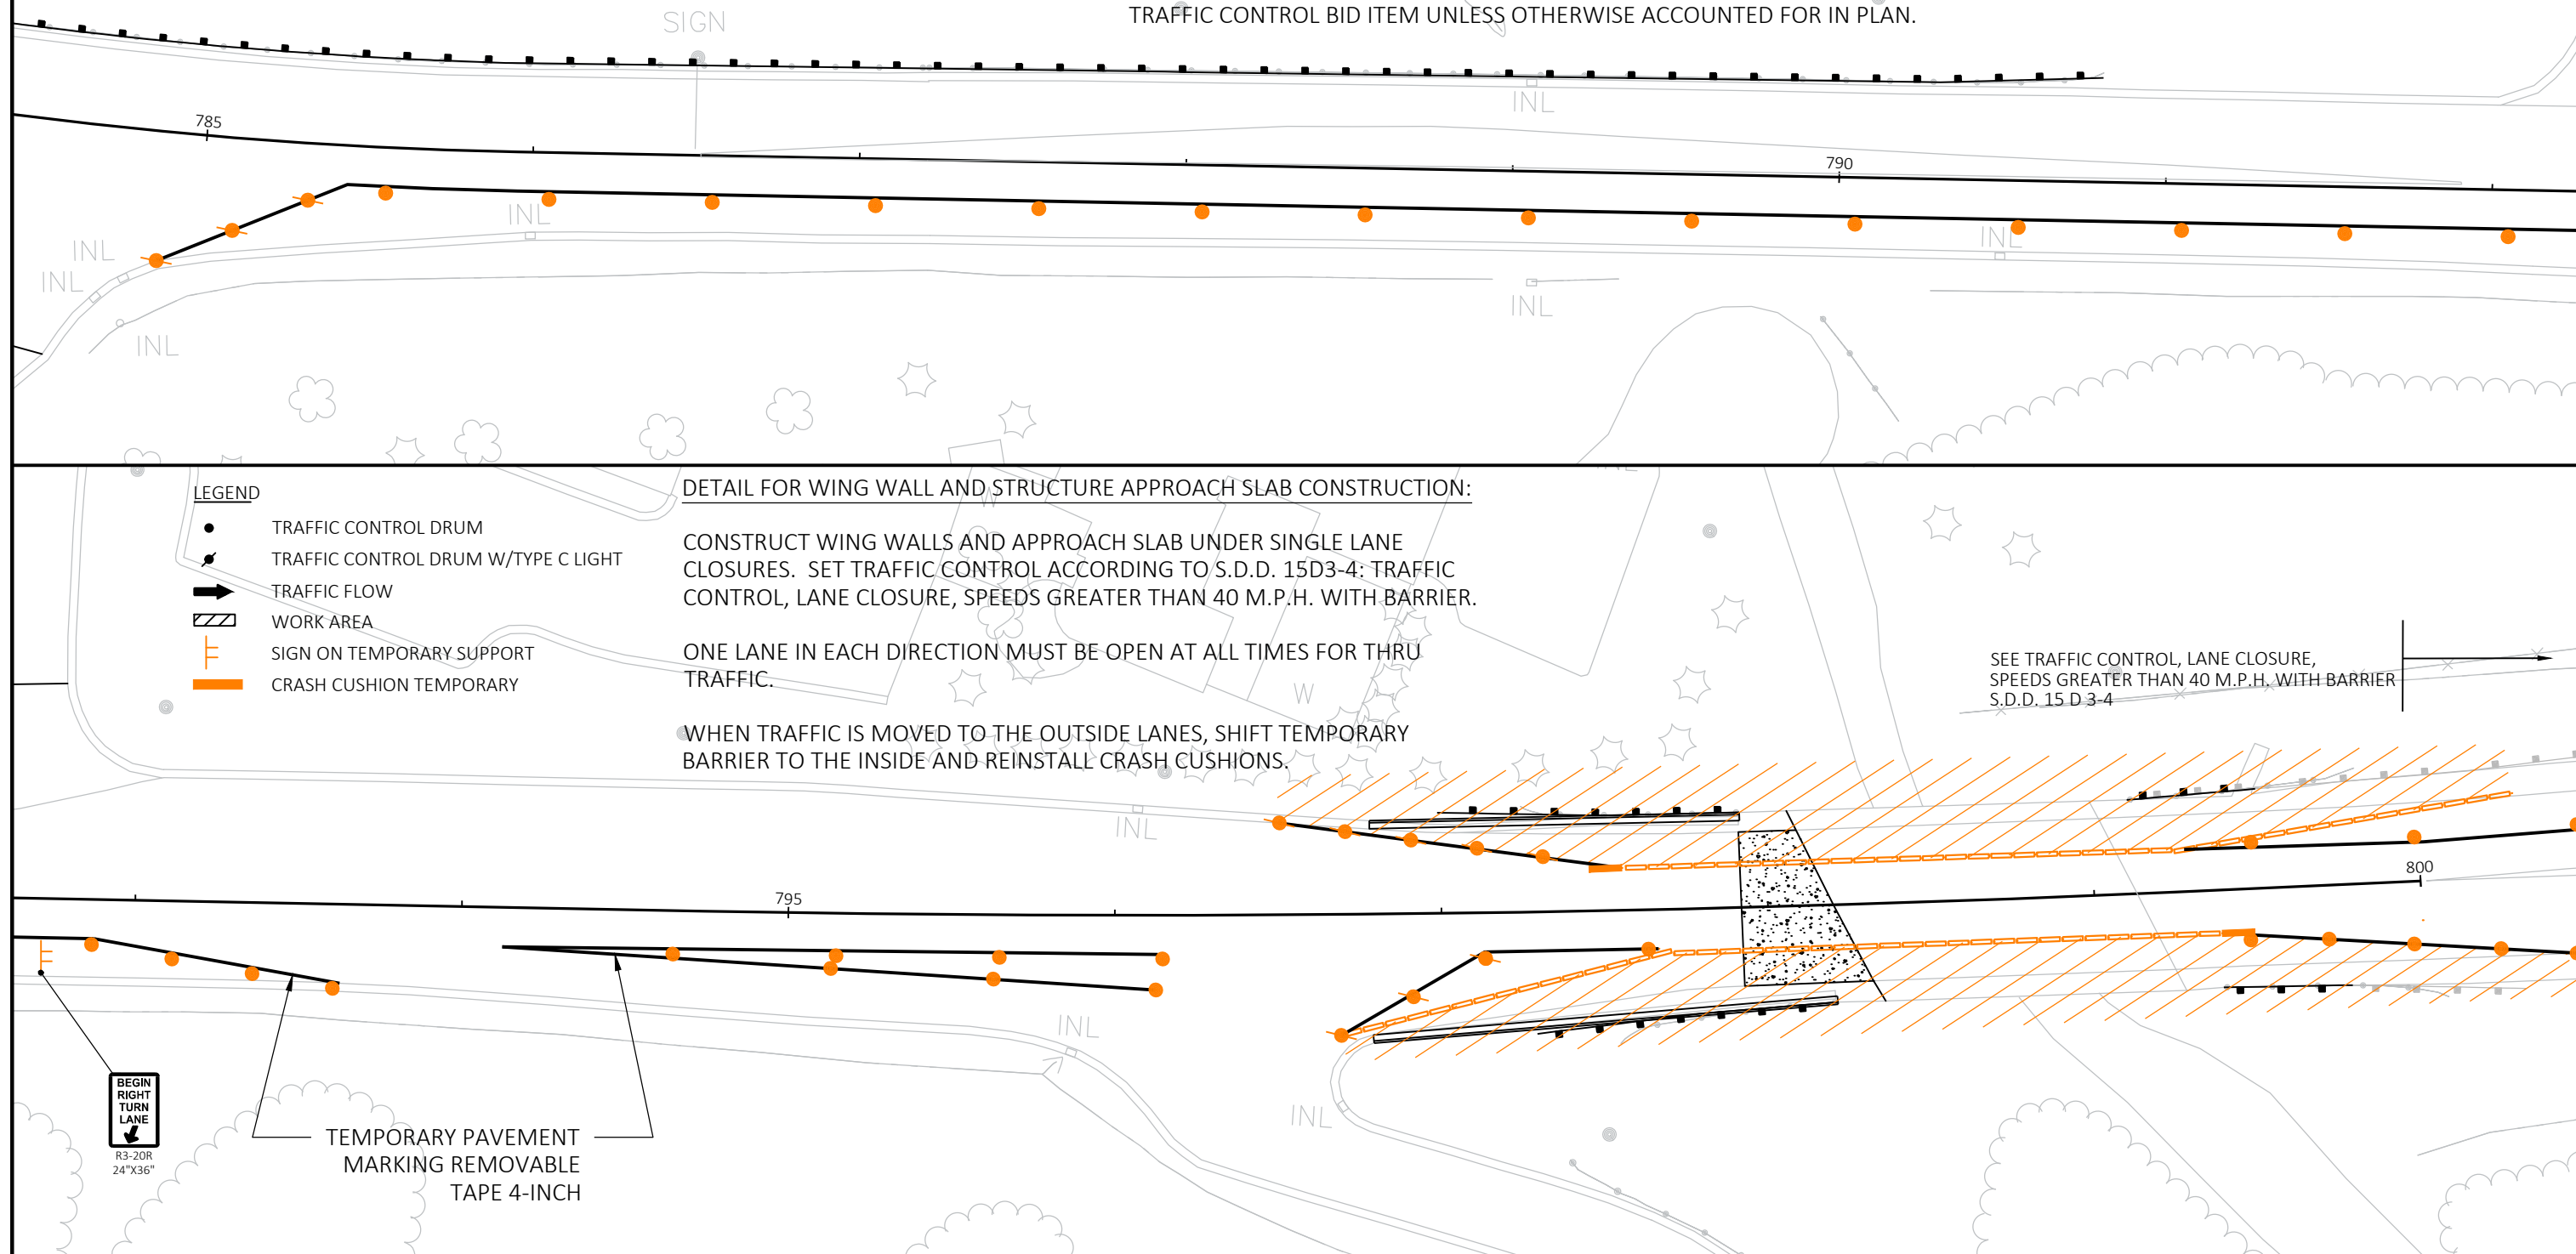 TRAFFIC CONTROL BID ITEM UNLESS OTHERWISE ACCOUNTED FOR IN PLAN.
SIGN
INL
785
790
INL
INL
INL
INL
INL
INL
LEGEND
TRAFFIC CONTROL DRUM
TRAFFIC CONTROL DRUM W/TYPE C LIGHT
TRAFFIC FLOW
WORK AREA
SIGN ON TEMPORARY SUPPORT
CRASH CUSHION TEMPORARY
DETAIL FOR WING WALL AND STRUCTURE APPROACH SLAB CONSTRUCTION:
CONSTRUCT WING WALLS AND APPROACH SLAB UNDER SINGLE LANE
CLOSURES. SET TRAFFIC CONTROL ACCORDING TO S.D.D. 15D3-4: TRAFFIC
CONTROL, LANE CLOSURE, SPEEDS GREATER THAN 40 M.P.H. WITH BARRIER.
ONE LANE IN EACH DIRECTION MUST BE OPEN AT ALL TIMES FOR THRU
TRAFFIC.
WHEN TRAFFIC IS MOVED TO THE OUTSIDE LANES, SHIFT TEMPORARY
BARRIER TO THE INSIDE AND REINSTALL CRASH CUSHIONS.
W
W
SEE TRAFFIC CONTROL, LANE CLOSURE,
SPEEDS GREATER THAN 40 M.P.H. WITH BARRIER
S.D.D. 15 D 3-4
INL
795
800
INL
INL
BEGIN
RIGHT
TURN
LANE
R3-20R
24"X36"
TEMPORARY PAVEMENT
MARKING REMOVABLE
TAPE 4-INCH